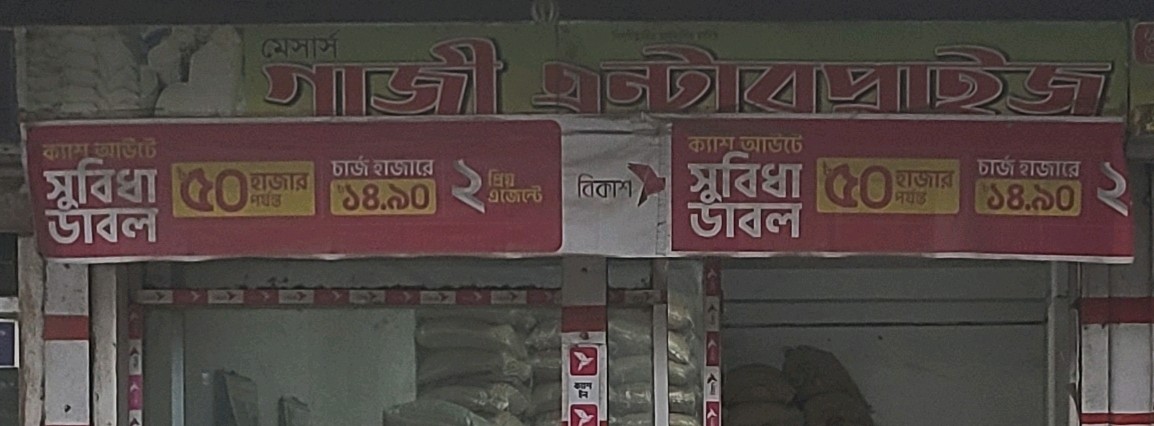 মেসার্স
গাজী এন্টারপ্রাইজ
ক্যাশ আউটে
সুবিধা
ডাবল
৳৫০ হাজার
পর্যন্ত
চার্জ হাজারে
৳১৪.৯০
২ প্রিয়
এজেন্টে
বিকাশ
ক্যাশ আউটে
সুবিধা
ডাবল
৳৫০ হাজার
পর্যন্ত
চার্জ হাজারে
৳১৪.৯০
২